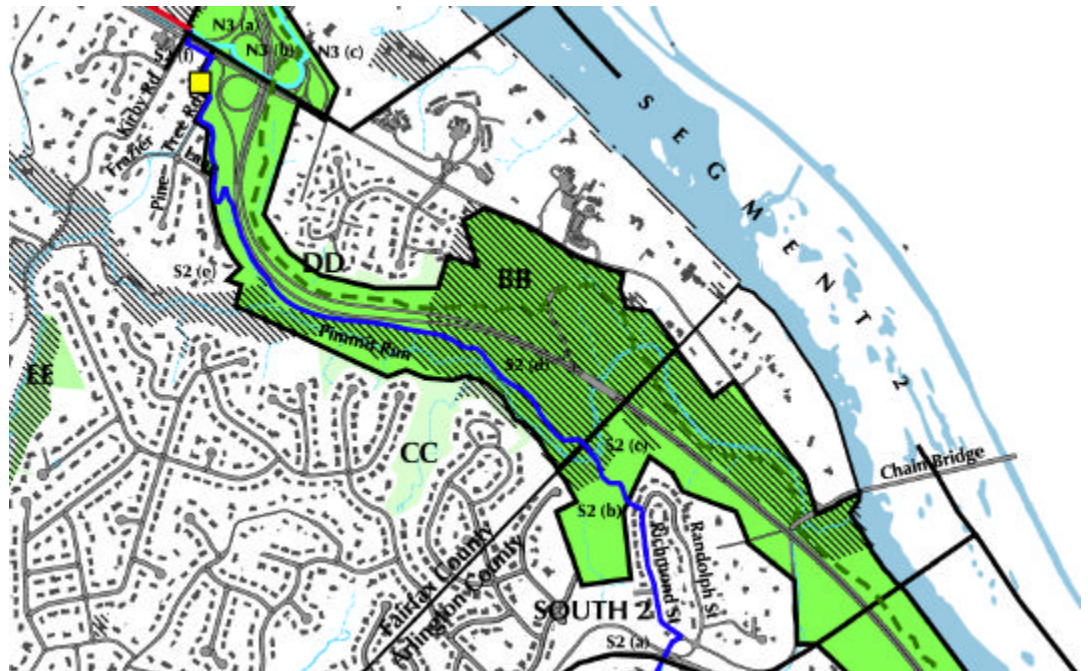 N3 (a)
N3 (b)
N3 (c)
(f)
Kirby Rd
Tree Rd
Frazier
Lane
Pine
S2 (e)
DD
BB
Pimmit Run
S2 (d)
EE
CC
S2 (c)
S2 (b)
Chain Bridge
SEGMENT 2
Fairfax County
Arlington County
Richmond St
Randolph St
SOUTH 2
S2 (a)